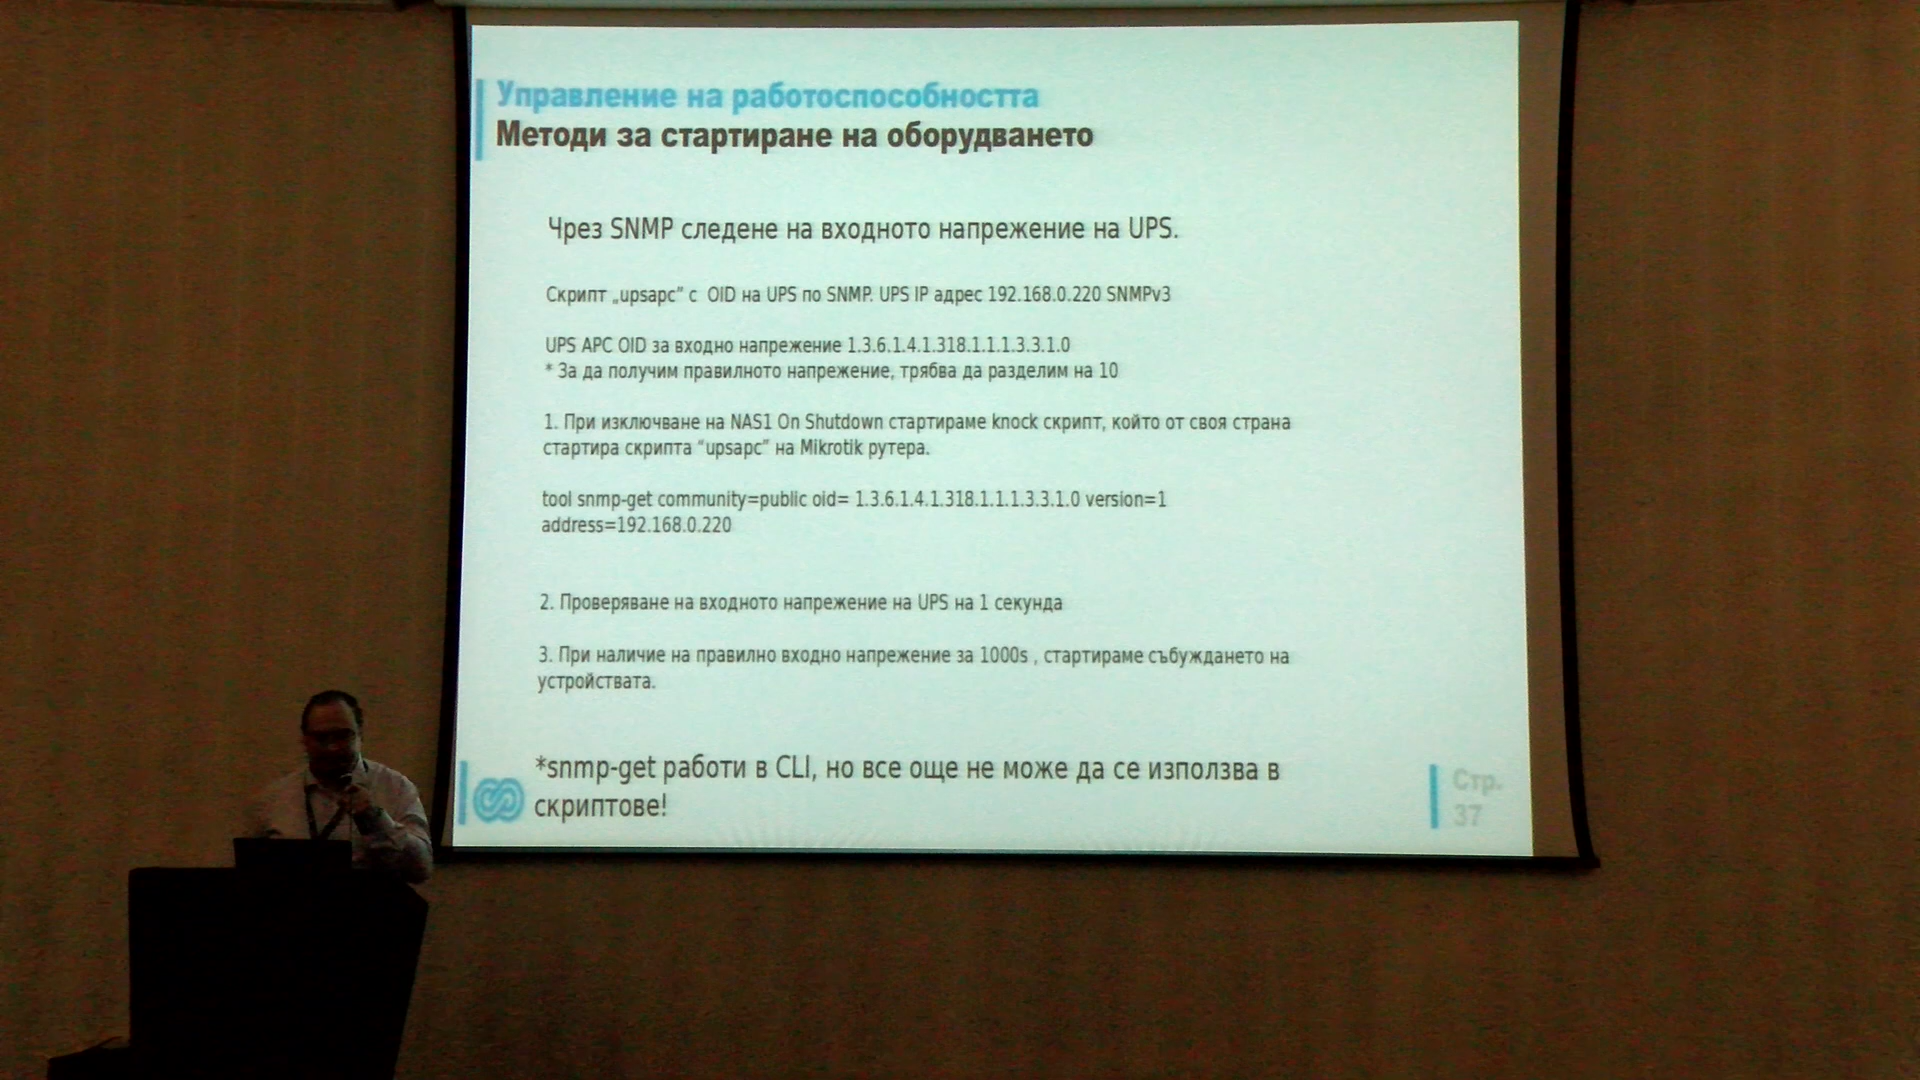 Управление на работоспособността
Методи за стартиране на оборудването
Чрез SNMP следене на входното напрежение на UPS.
Скрипт „upsapc“ с OID на UPS по SNMP. UPS IP адрес 192.168.0.220 SNMPv3
UPS APC OID за входно напрежение 1.3.6.1.4.1.318.1.1.1.3.3.1.0
* За да получим правилното напрежение, трябва да разделим на 10
1. При изключване на NAS1 On Shutdown стартираме knock скрипт, който от своя страна
стартира скрипта “upsapc” на Mikrotik рутера.
tool snmp-get community=public oid= 1.3.6.1.4.1.318.1.1.1.3.3.1.0 version=1
address=192.168.0.220
2. Проверяване на входното напрежение на UPS на 1 секунда
3. При наличие на правилно входно напрежение за 1000s , стартираме събуждането на
устройствата.
*snmp-get работи в CLI, но все още не може да се използва в
скриптове!
Стр.
37